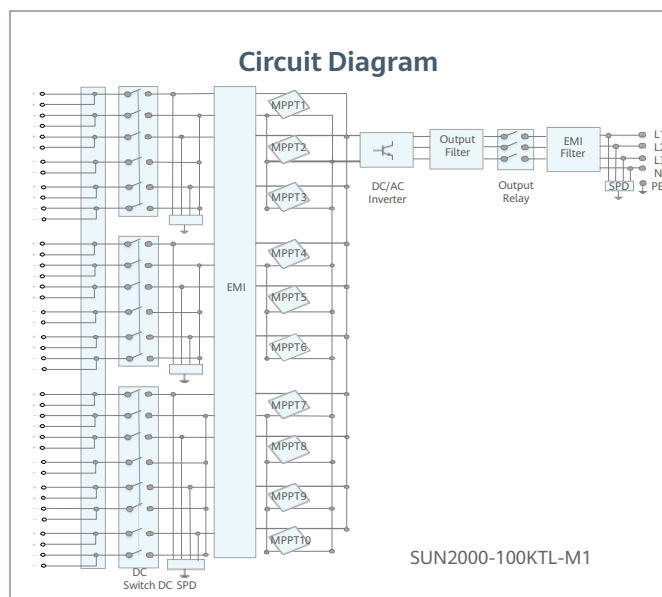 Circuit Diagram
MPPT1
MPPT2
MPPT3
MPPT4
EMI
MPPT5
MPPT6
MPPT7
MPPT8
MPPT9
MPPT10
DC/AC
Inverter
Output
Filter
Output
Relay
EMI
Filter
SPD
L1
L2
L3
N
PE
DC
Switch
DC SPD
SUN2000-100KTL-M1